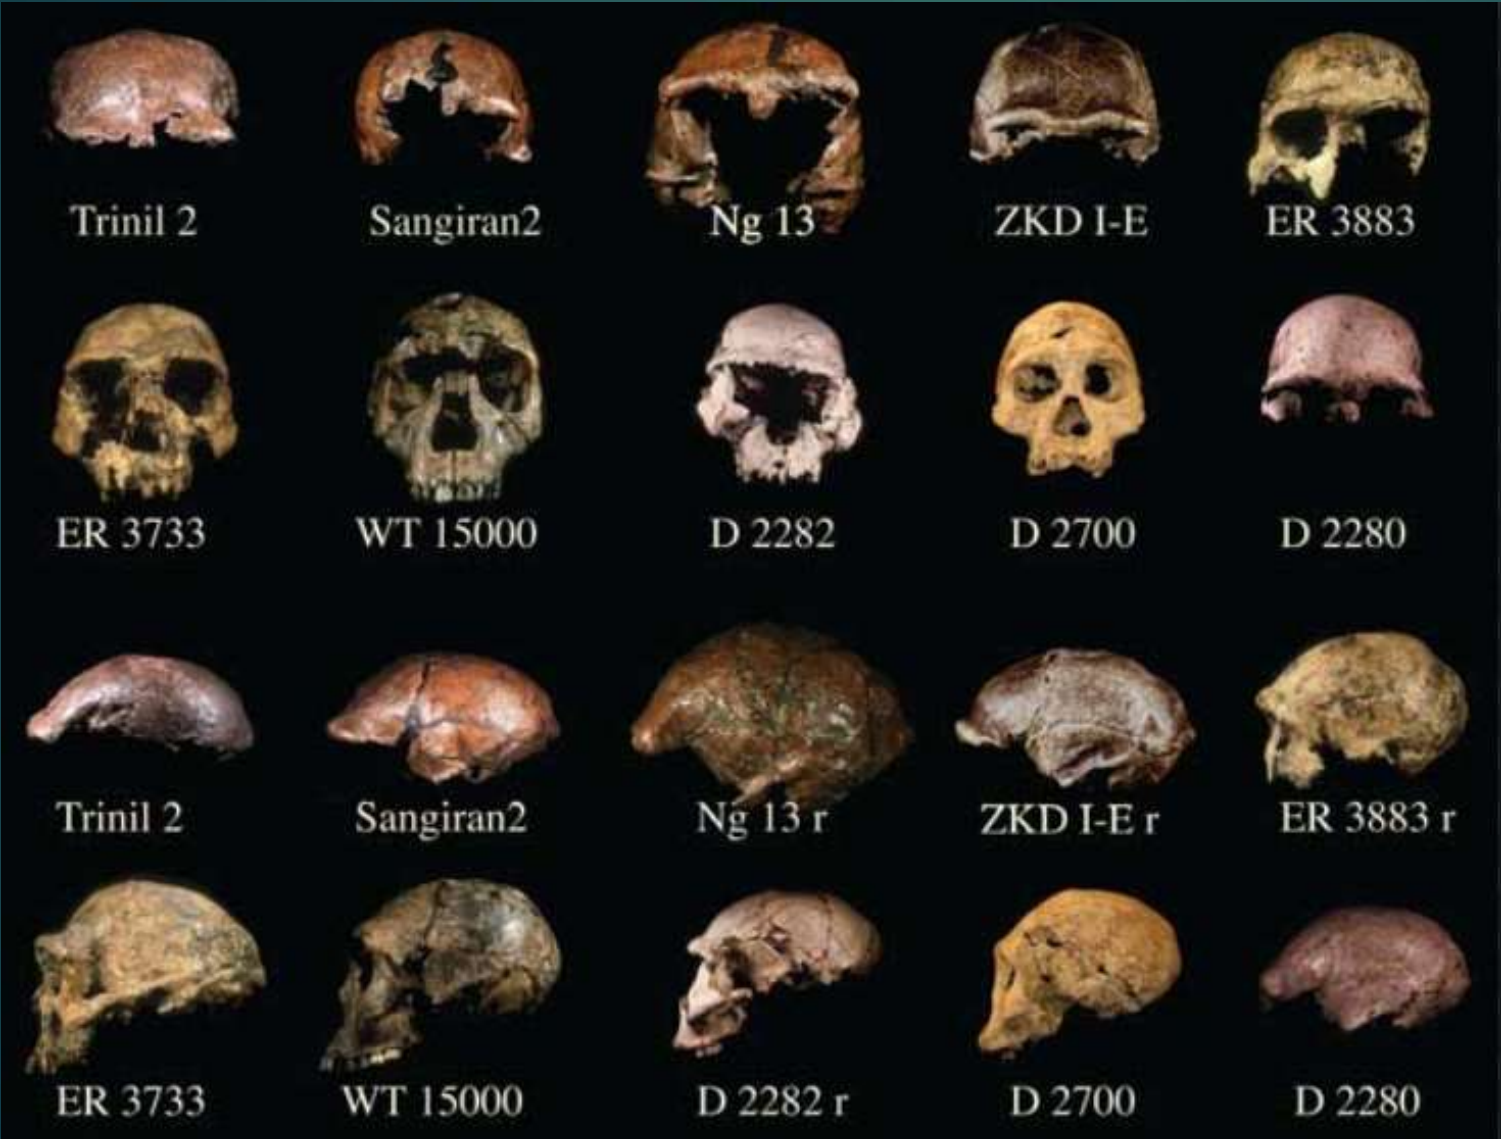 Trinil 2 Sangiran2 Ng 13 ZKD I-E ER 3883
ER 3733 WT 15000 D 2282 D 2700 D 2280
Trinil 2 Sangiran2 Ng 13 r ZKD I-E r ER 3883 r
ER 3733 WT 15000 D 2282 r D 2700 D 2280